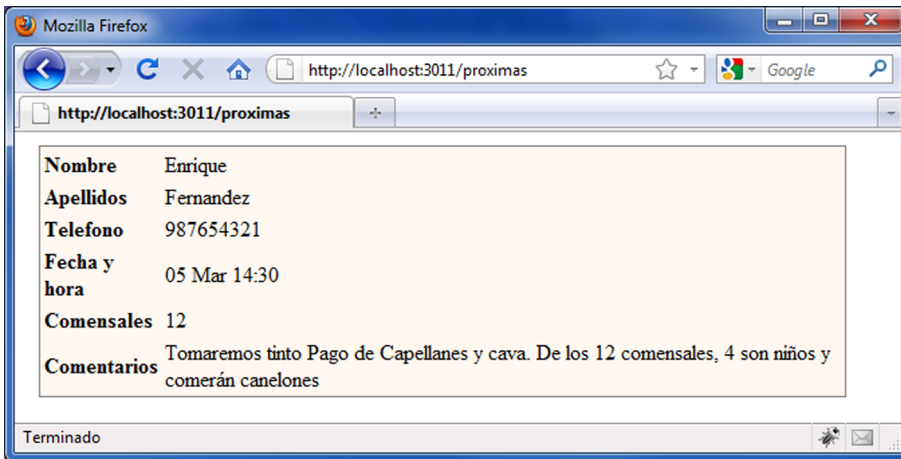 Mozilla Firefox
http://localhost:3011/proximas
Google
http://localhost:3011/proximas
Nombre Enrique
Apellidos Fernandez
Telefono 987654321
Fecha y hora 05 Mar 14:30
Comensales 12
Comentarios Tomaremos tinto Pago de Capellanes y cava. De los 12 comensales, 4 son niños y
comerán canelones
Terminado